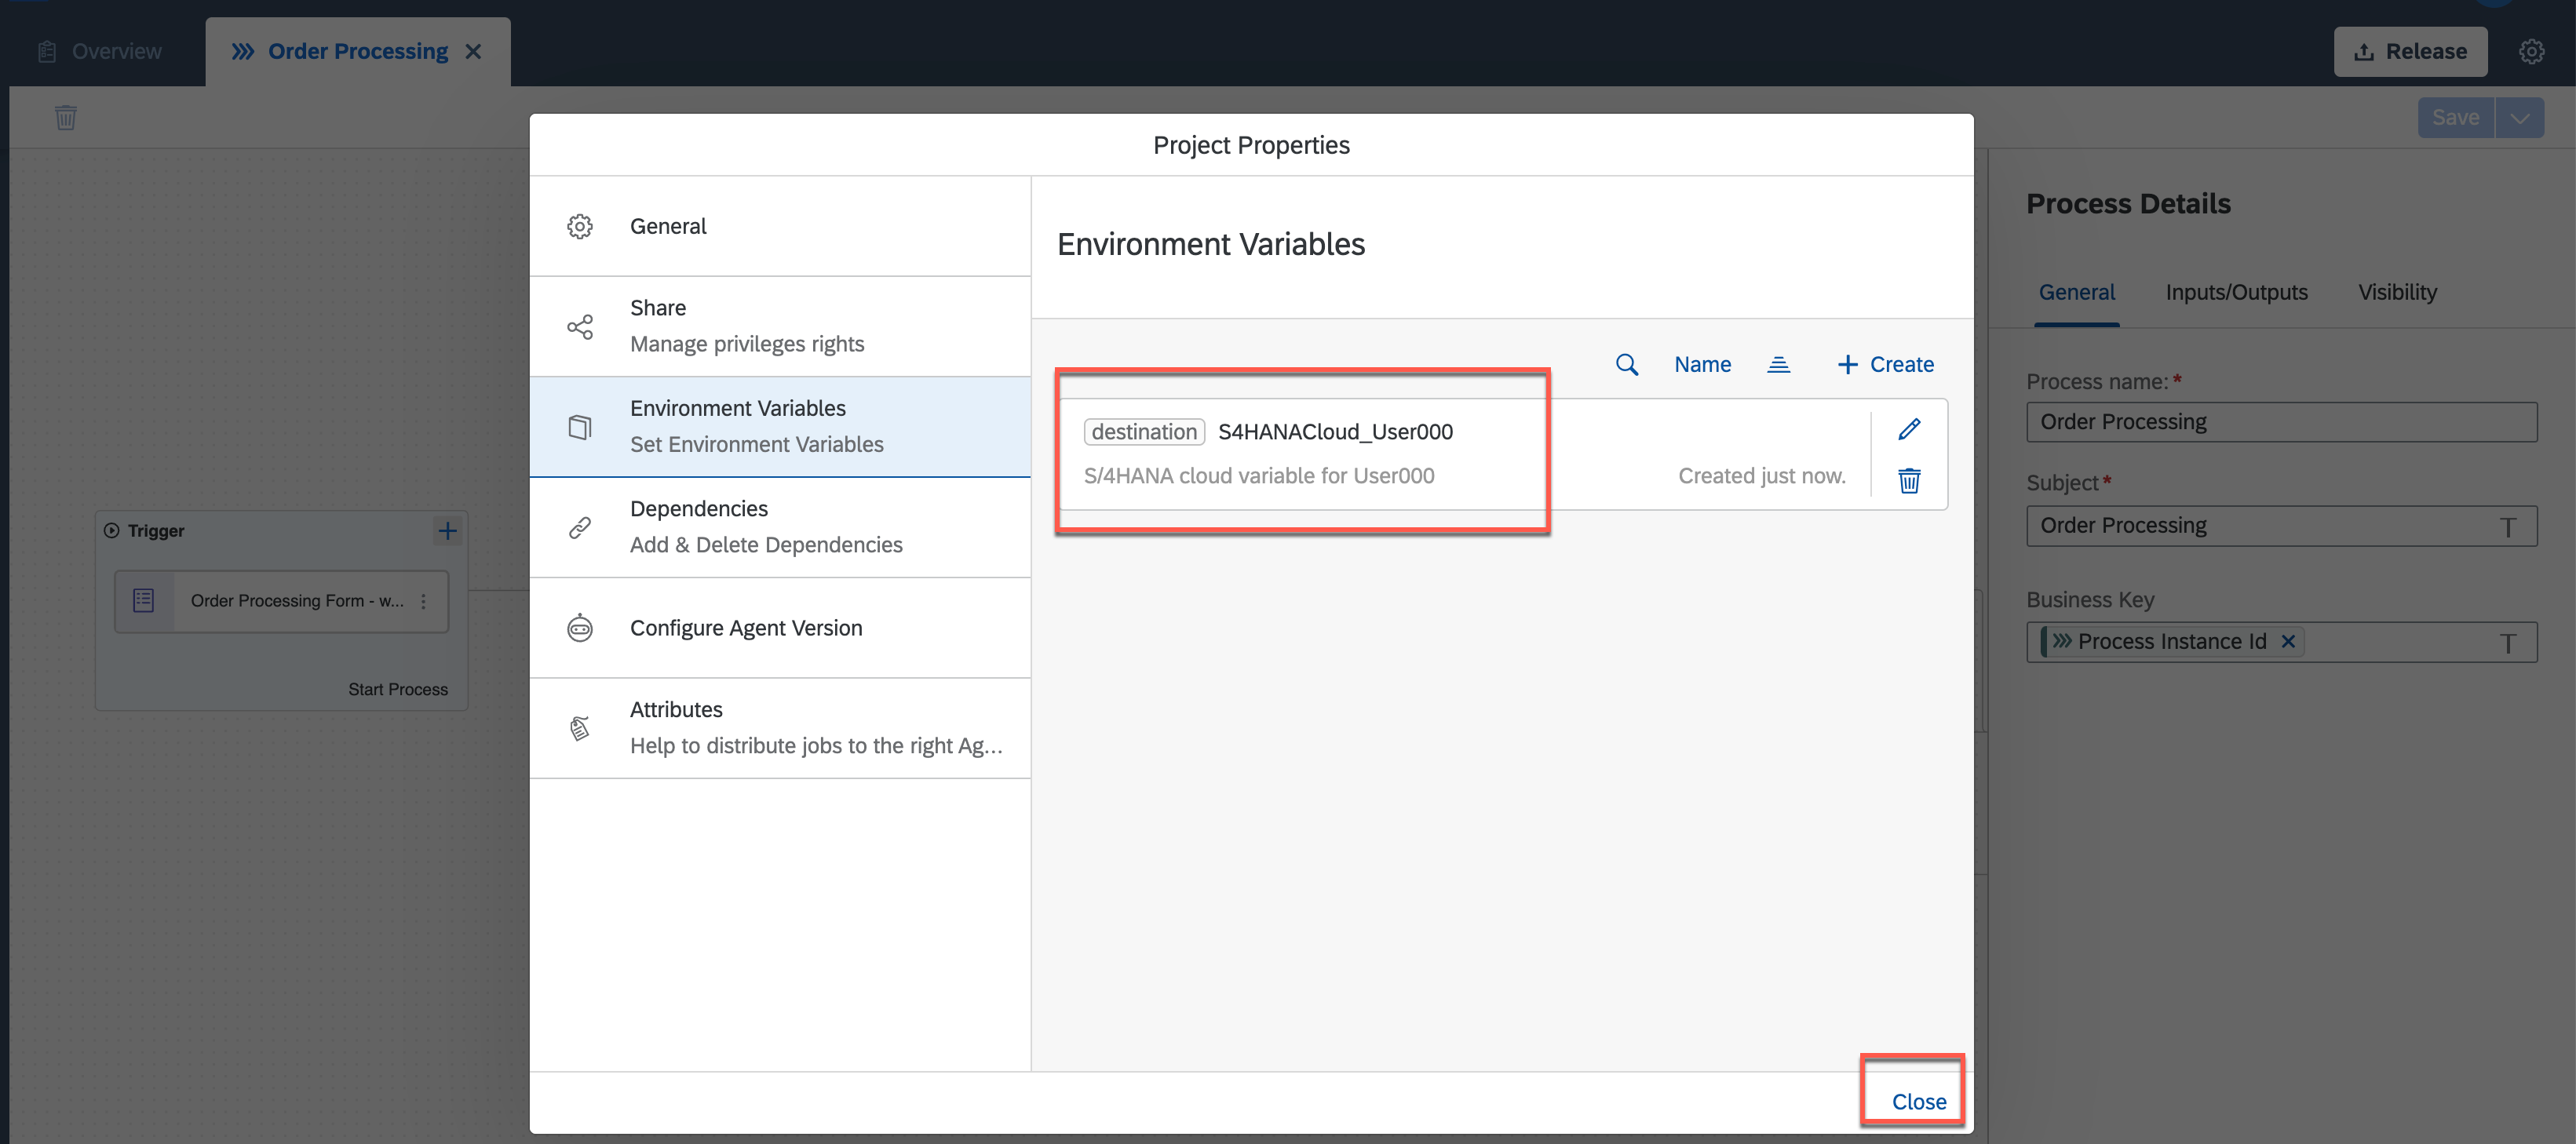 Overview
Order Processing
Release
Save
Project Properties
General
Share
Manage privileges rights
Environment Variables
Set Environment Variables
Dependencies
Add & Delete Dependencies
Configure Agent Version
Attributes
Help to distribute jobs to the right Ag...
Environment Variables
Name
Create
destination S4HANACloud_User000
S/4HANA cloud variable for User000
Created just now.
Close
Trigger
Order Processing Form - w...
Start Process
Process Details
General Inputs/Outputs Visibility
Process name: *
Order Processing
Subject *
Order Processing
Business Key
Process Instance Id